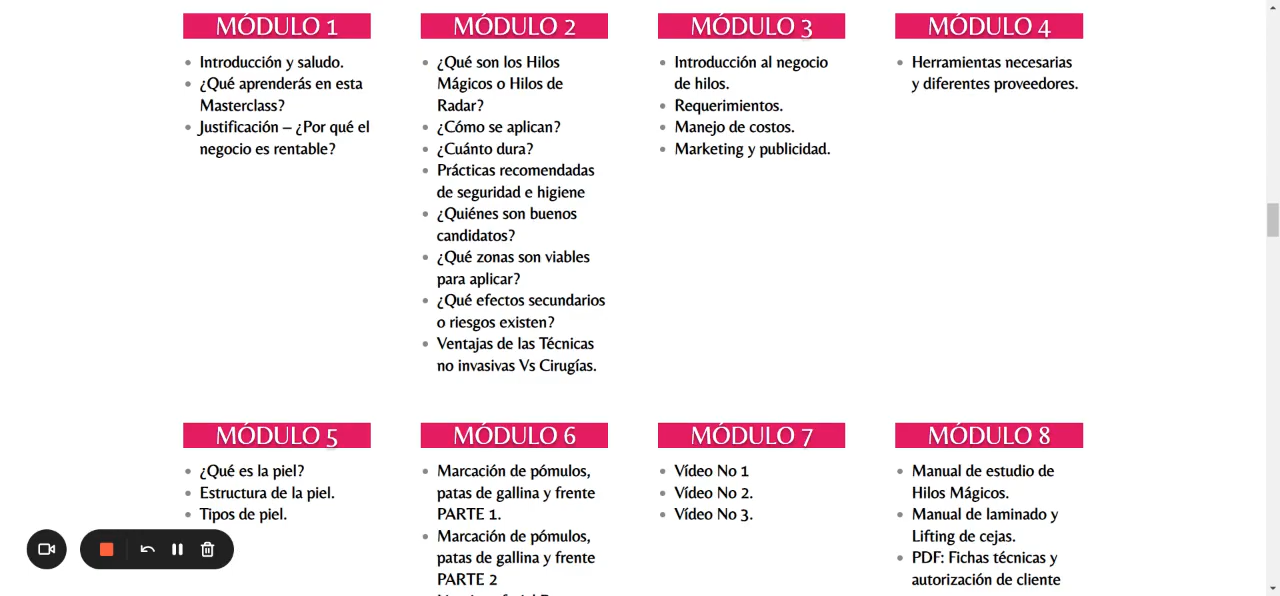 MÓDULO 1
Introducción y saludo.
¿Qué aprenderás en esta
Masterclass?
Justificación – ¿Por qué el
negocio es rentable?
MÓDULO 2
¿Qué son los Hilos
Mágicos o Hilos de
Radar?
¿Cómo se aplican?
¿Cuánto dura?
Prácticas recomendadas
de seguridad e higiene
¿Quiénes son buenos
candidatos?
¿Qué zonas son viables
para aplicar?
¿Qué efectos secundarios
o riesgos existen?
Ventajas de las Técnicas
no invasivas Vs Cirugías.
MÓDULO 3
Introducción al negocio
de hilos.
Requerimientos.
Manejo de costos.
Marketing y publicidad.
MÓDULO 4
Herramientas necesarias
y diferentes proveedores.
MÓDULO 5
¿Qué es la piel?
Estructura de la piel.
Tipos de piel.
MÓDULO 6
Marcación de pómulos,
patas de gallina y frente
PARTE 1.
Marcación de pómulos,
patas de gallina y frente
PARTE 2
MÓDULO 7
Vídeo No 1
Vídeo No 2.
Vídeo No 3.
MÓDULO 8
Manual de estudio de
Hilos Mágicos.
Manual de laminado y
Lifting de cejas.
PDF: Fichas técnicas y
autorización de cliente